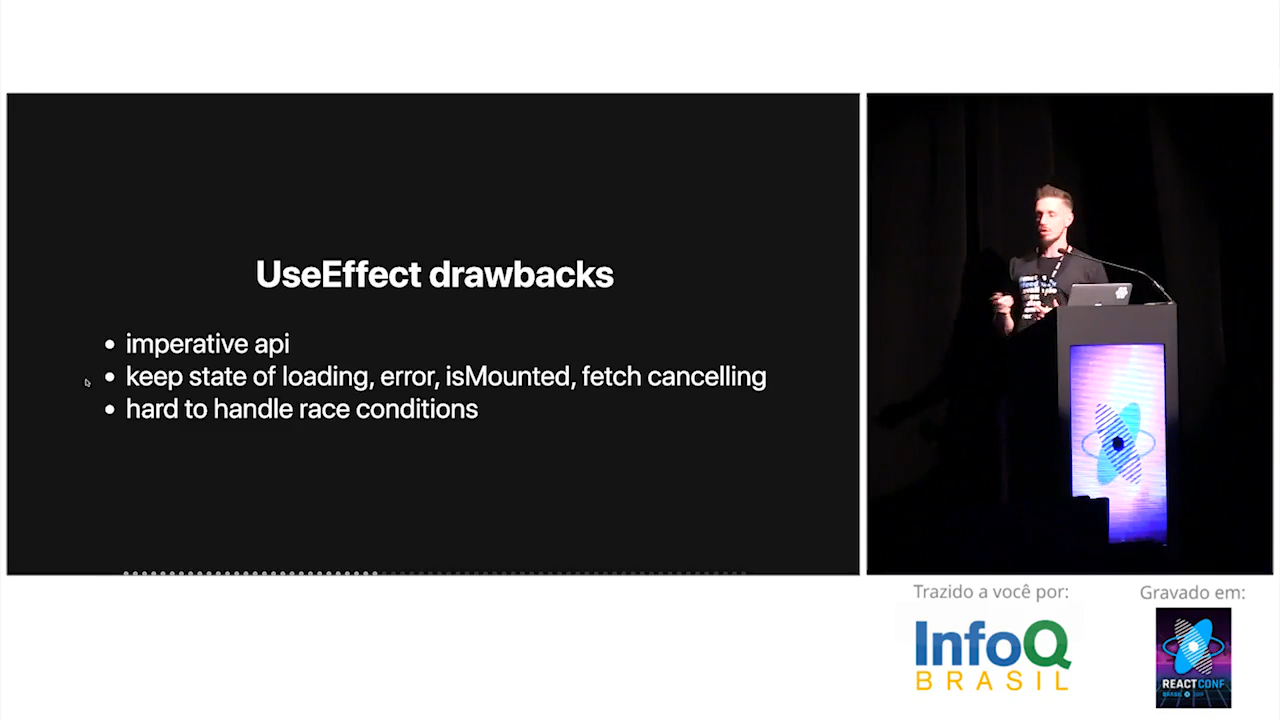 UseEffect drawbacks
• imperative api
• keep state of loading, error, isMounted, fetch cancelling
• hard to handle race conditions
Trazido a você por:
InfoQ
BRASIL
Gravado em:
REACTCONF
BRASIL